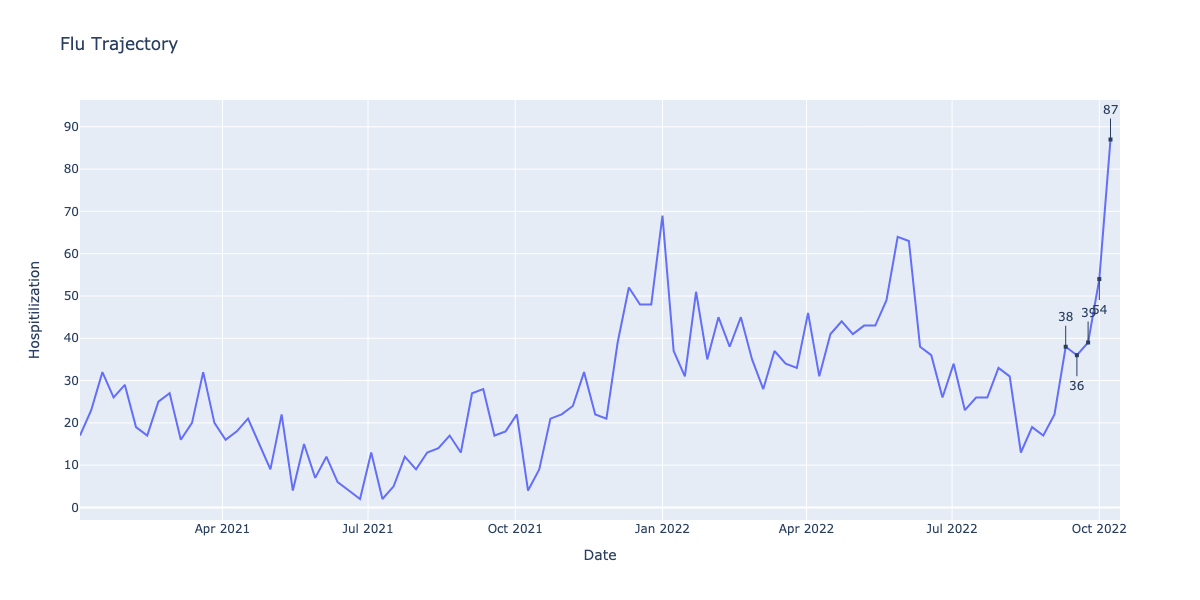 Flu Trajectory
Hospitilization
90
80
70
60
50
40
30
20
10
0
87
38
39
54
36
Apr 2021
Jul 2021
Oct 2021
Jan 2022
Apr 2022
Jul 2022
Oct 2022
Date